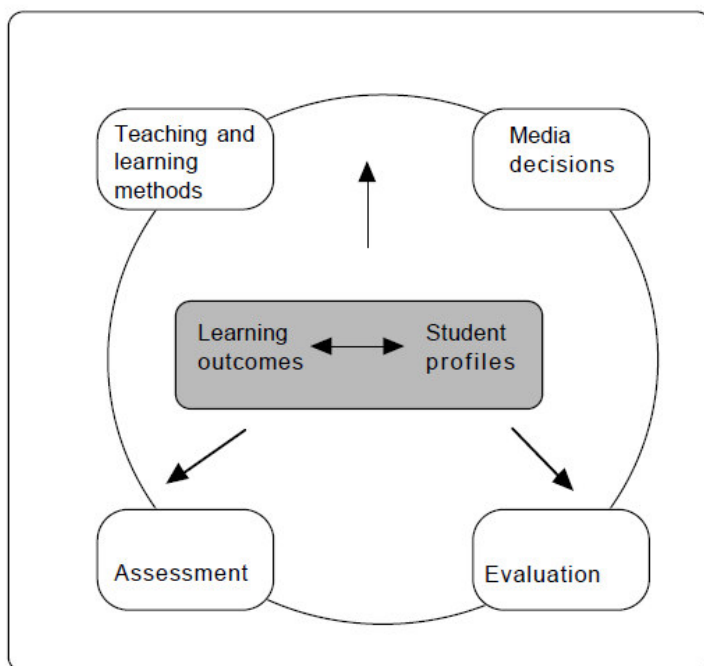 Teaching and
learning
methods
Media
decisions
Learning
outcomes
Student
profiles
Assessment
Evaluation